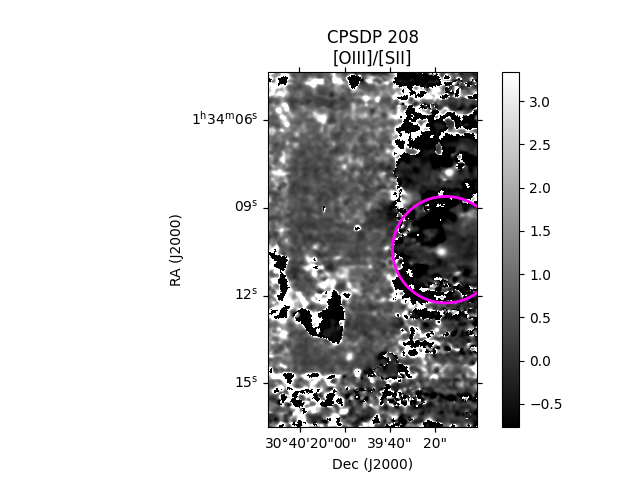 CPSDP 208
[OIII]/[SII]
1ʰ34ᵐ06ˢ
09ˢ
12ˢ
15ˢ
RA (J2000)
30°40'20"00" 39'40" 20"
Dec (J2000)
3.0
2.5
2.0
1.5
1.0
0.5
0.0
−0.5